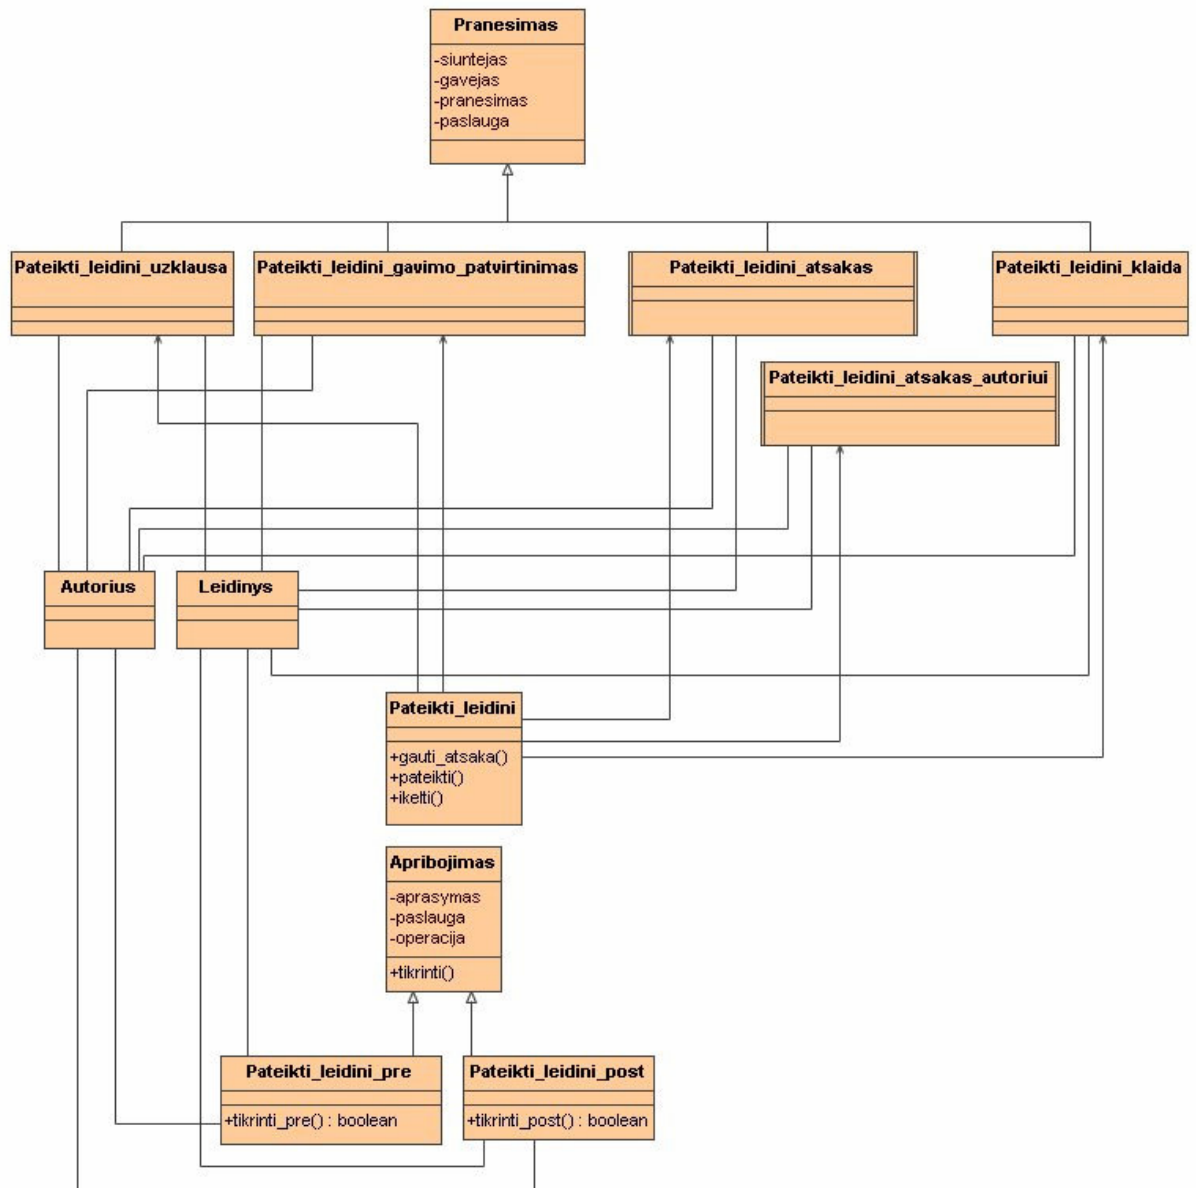 Pranesimas
-siuntejas
-gavejas
-pranesimas
-paslauga
Pateikti_leidini_uzklausa
Pateikti_leidini_gavimo_patvirtinimas
Pateikti_leidini_atsakas
Pateikti_leidini_klaida
Pateikti_leidini_atsakas_autoriui
Autorius
Leidinys
Pateikti_leidini
+gauti_atsaka()
+pateikti()
+ikelti()
Apribojimas
-aprasymas
-paslauga
-operacija
+tikrinti()
Pateikti_leidini_pre
+tikrinti_pre() : boolean
Pateikti_leidini_post
+tikrinti_post() : boolean